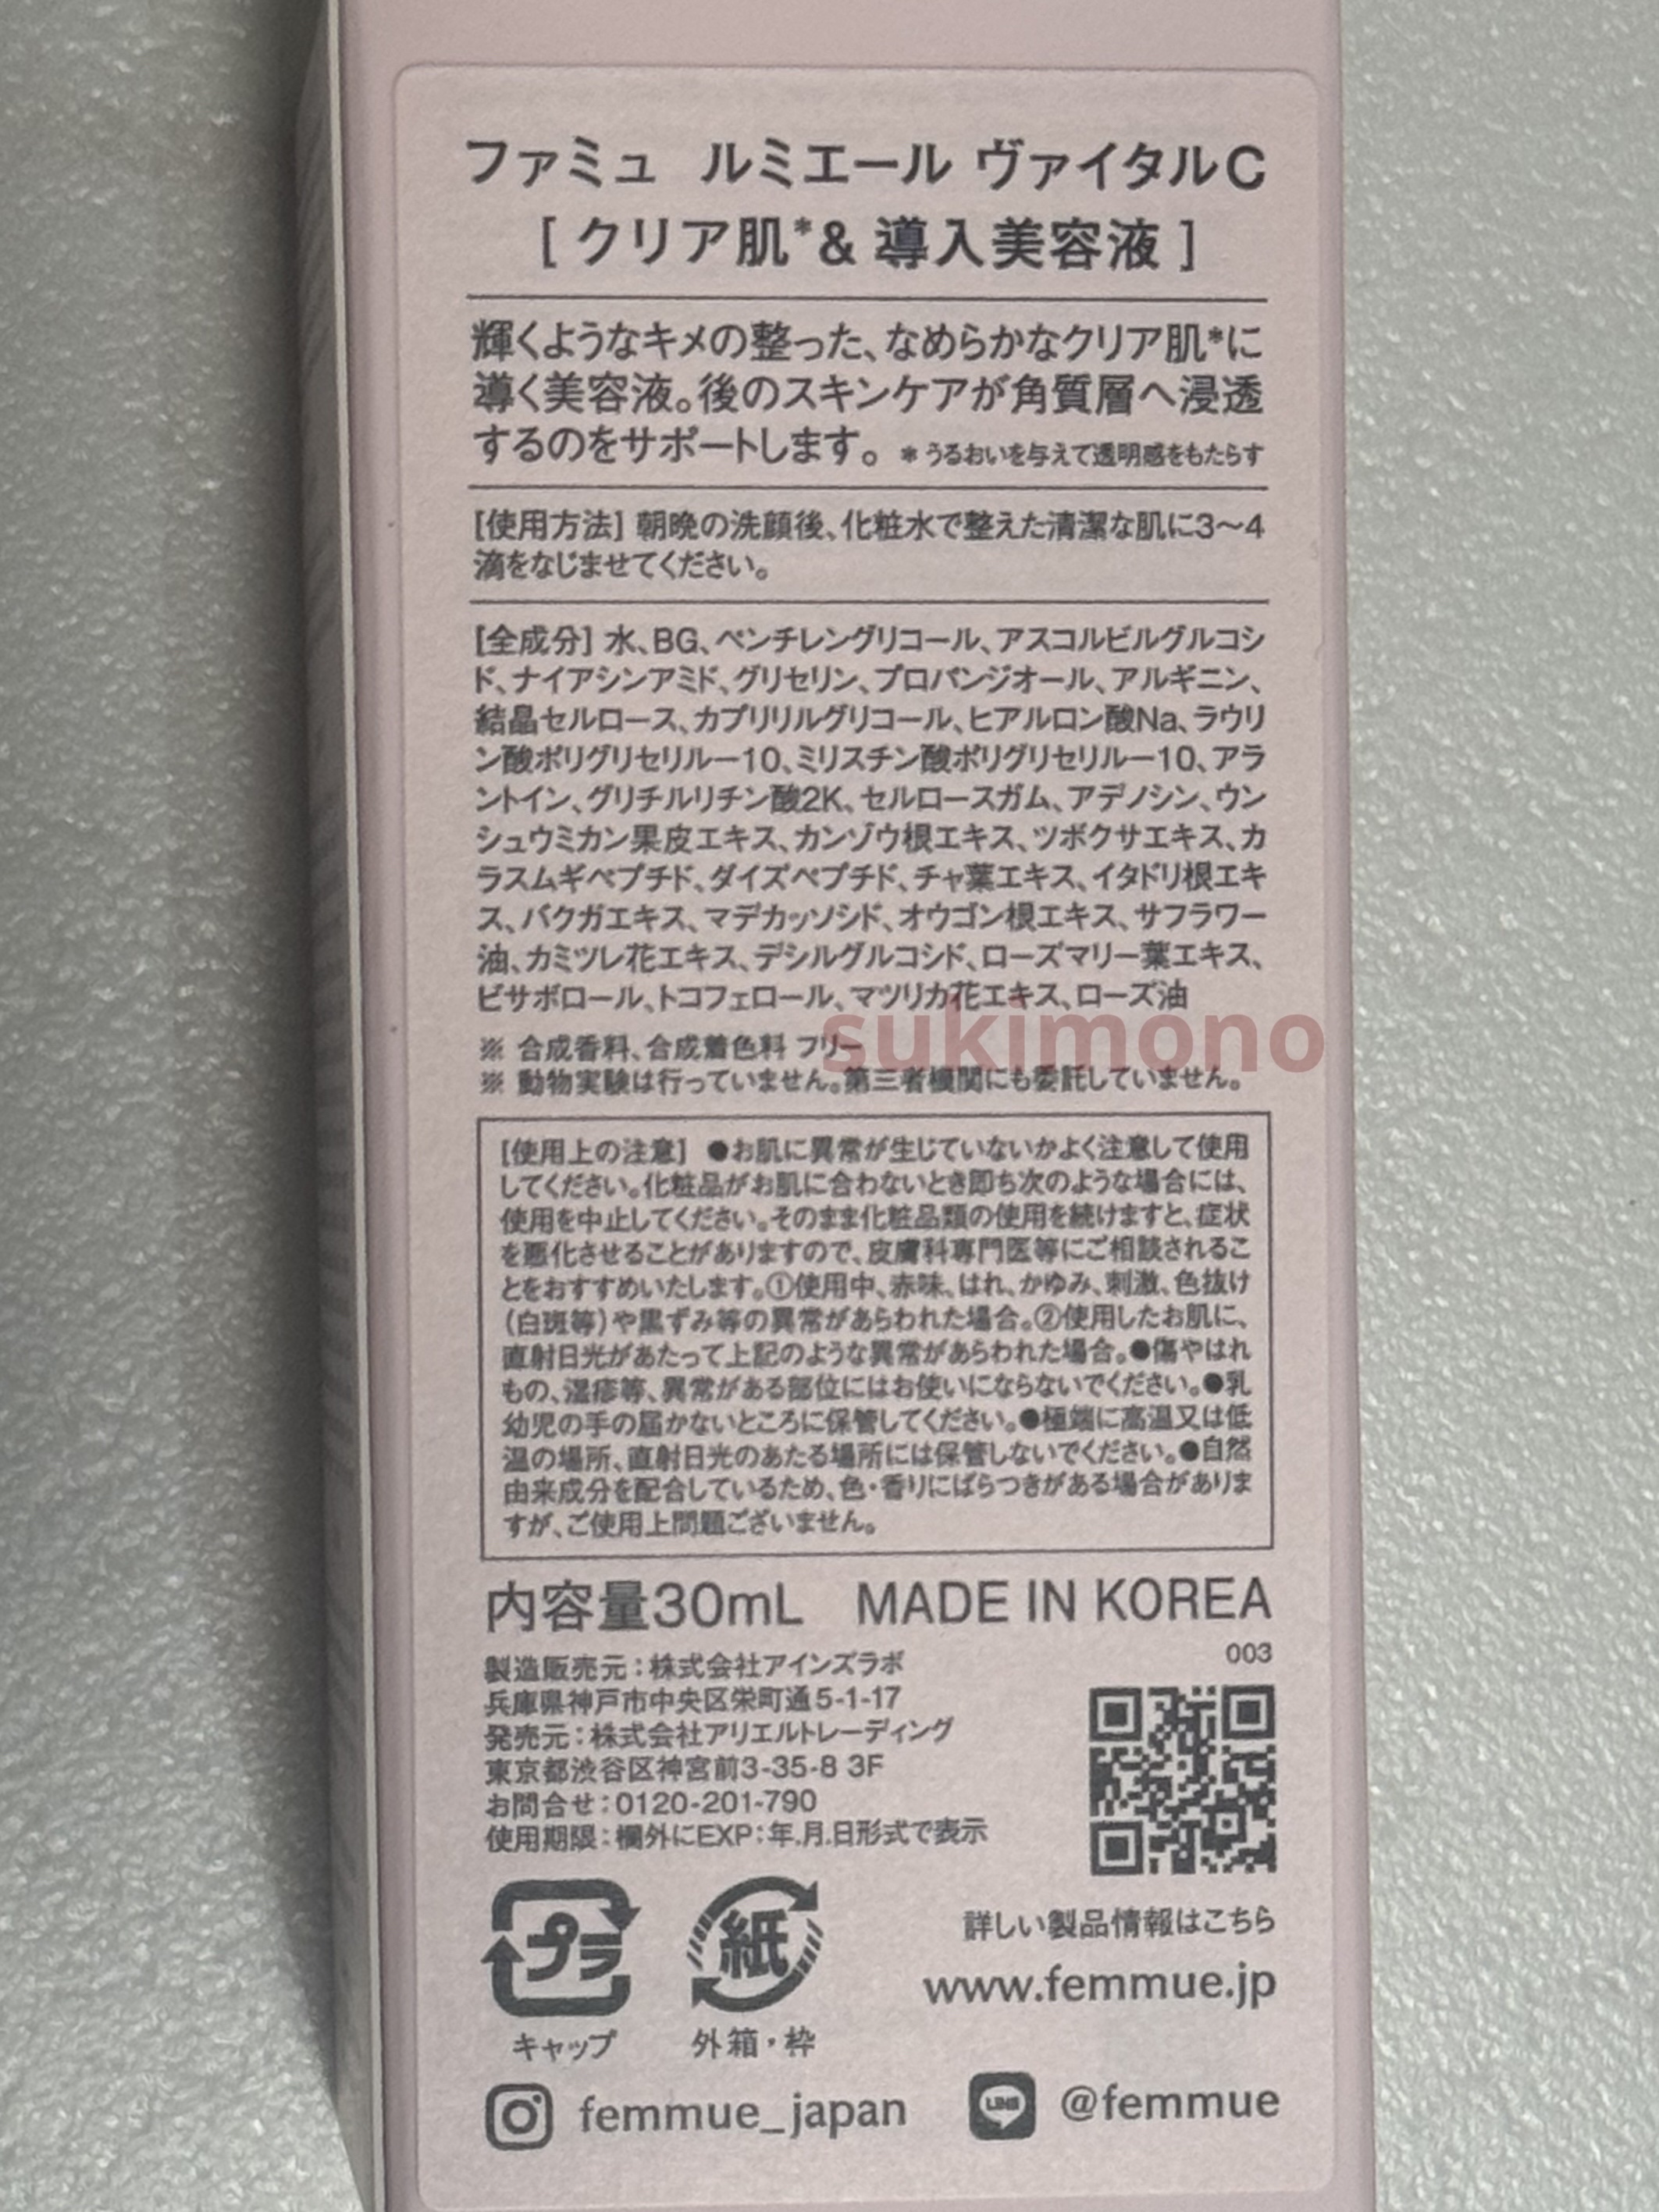 ファミュ ルミエール ヴァイタルC
[ クリア肌*& 導入美容液 ]
輝くようなキメの整った、なめらかなクリア肌*に
導く美容液。後のスキンケアが角質層へ浸透
するのをサポートします。 *うるおいを与えて透明感をもたらす
[使用方法] 朝晩の洗顔後、化粧水で整えた清潔な肌に3〜4
滴をなじませてください。
[全成分] 水、BG、ペンチレングリコール、アスコルビルグルコシ
ド、ナイアシンアミド、グリセリン、プロパンジオール、アルギニン、
結晶セルロース、カプリリルグリコール、ヒアルロン酸Na、ラウリ
ン酸ポリグリセリル－10、ミリスチン酸ポリグリセリル－10、アラ
ントイン、グリチルリチン酸2K、セルロースガム、アデノシン、ウン
シュウミカン果皮エキス、カンゾウ根エキス、ツボクサエキス、カ
ラスムギペプチド、ダイズペプチド、チャ葉エキス、イタドリ根エキ
ス、バクガエキス、マデカッソシド、オウゴン根エキス、サフラワー
油、カミツレ花エキス、デシルグルコシド、ローズマリー葉エキス、
ビサボロール、トコフェロール、マツリカ花エキス、ローズ油
※ 合成香料、合成着色料 フリー
sukimono
※ 動物実験は行っていません。第三者機関にも委託していません。
[使用上の注意] ●お肌に異常が生じていないかよく注意して使用
してください。化粧品がお肌に合わないとき即ち次のような場合には、
使用を中止してください。そのまま化粧品類の使用を続けますと、症状
を悪化させることがありますので、皮膚科専門医等にご相談されるこ
とをおすすめいたします。①使用中、赤味、はれ、かゆみ、刺激、色抜け
(白斑等)や黒ずみ等の異常があらわれた場合。②使用したお肌に、
直射日光があたって上記のような異常があらわれた場合。●傷やはれ
もの、湿疹等、異常がある部位にはお使いにならないでください。●乳
幼児の手の届かないところに保管してください。●極端に高温又は低
温の場所、直射日光のあたる場所には保管しないでください。●自然
由来成分を配合しているため、色・香りにばらつきがある場合がありま
すが、ご使用上問題ございません。
内容量30mL MADE IN KOREA
003
製造販売元：株式会社アインズラボ
兵庫県神戸市中央区栄町通5-1-17
発売元：株式会社アリエルトレーディング
東京都渋谷区神宮前3-35-8 3F
お問合せ：0120-201-790
使用期限：欄外にEXP：年.月.日形式で表示
プラ
紙
詳しい製品情報はこちら
www.femmue.jp
キャップ
外箱・枠
femmue_japan
LINE @femmue